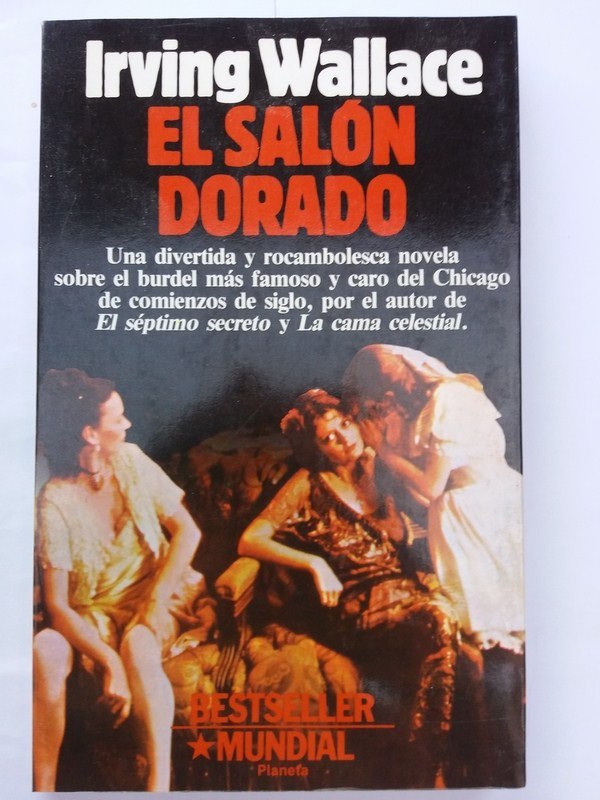 Irving Wallace
EL SALÓN
DORADO
Una divertida y rocambolesca novela
sobre el burdel más famoso y caro del Chicago
de comienzos de siglo, por el autor de
El séptimo secreto y La cama celestial.
BESTSELLER
★MUNDIAL
Planeta